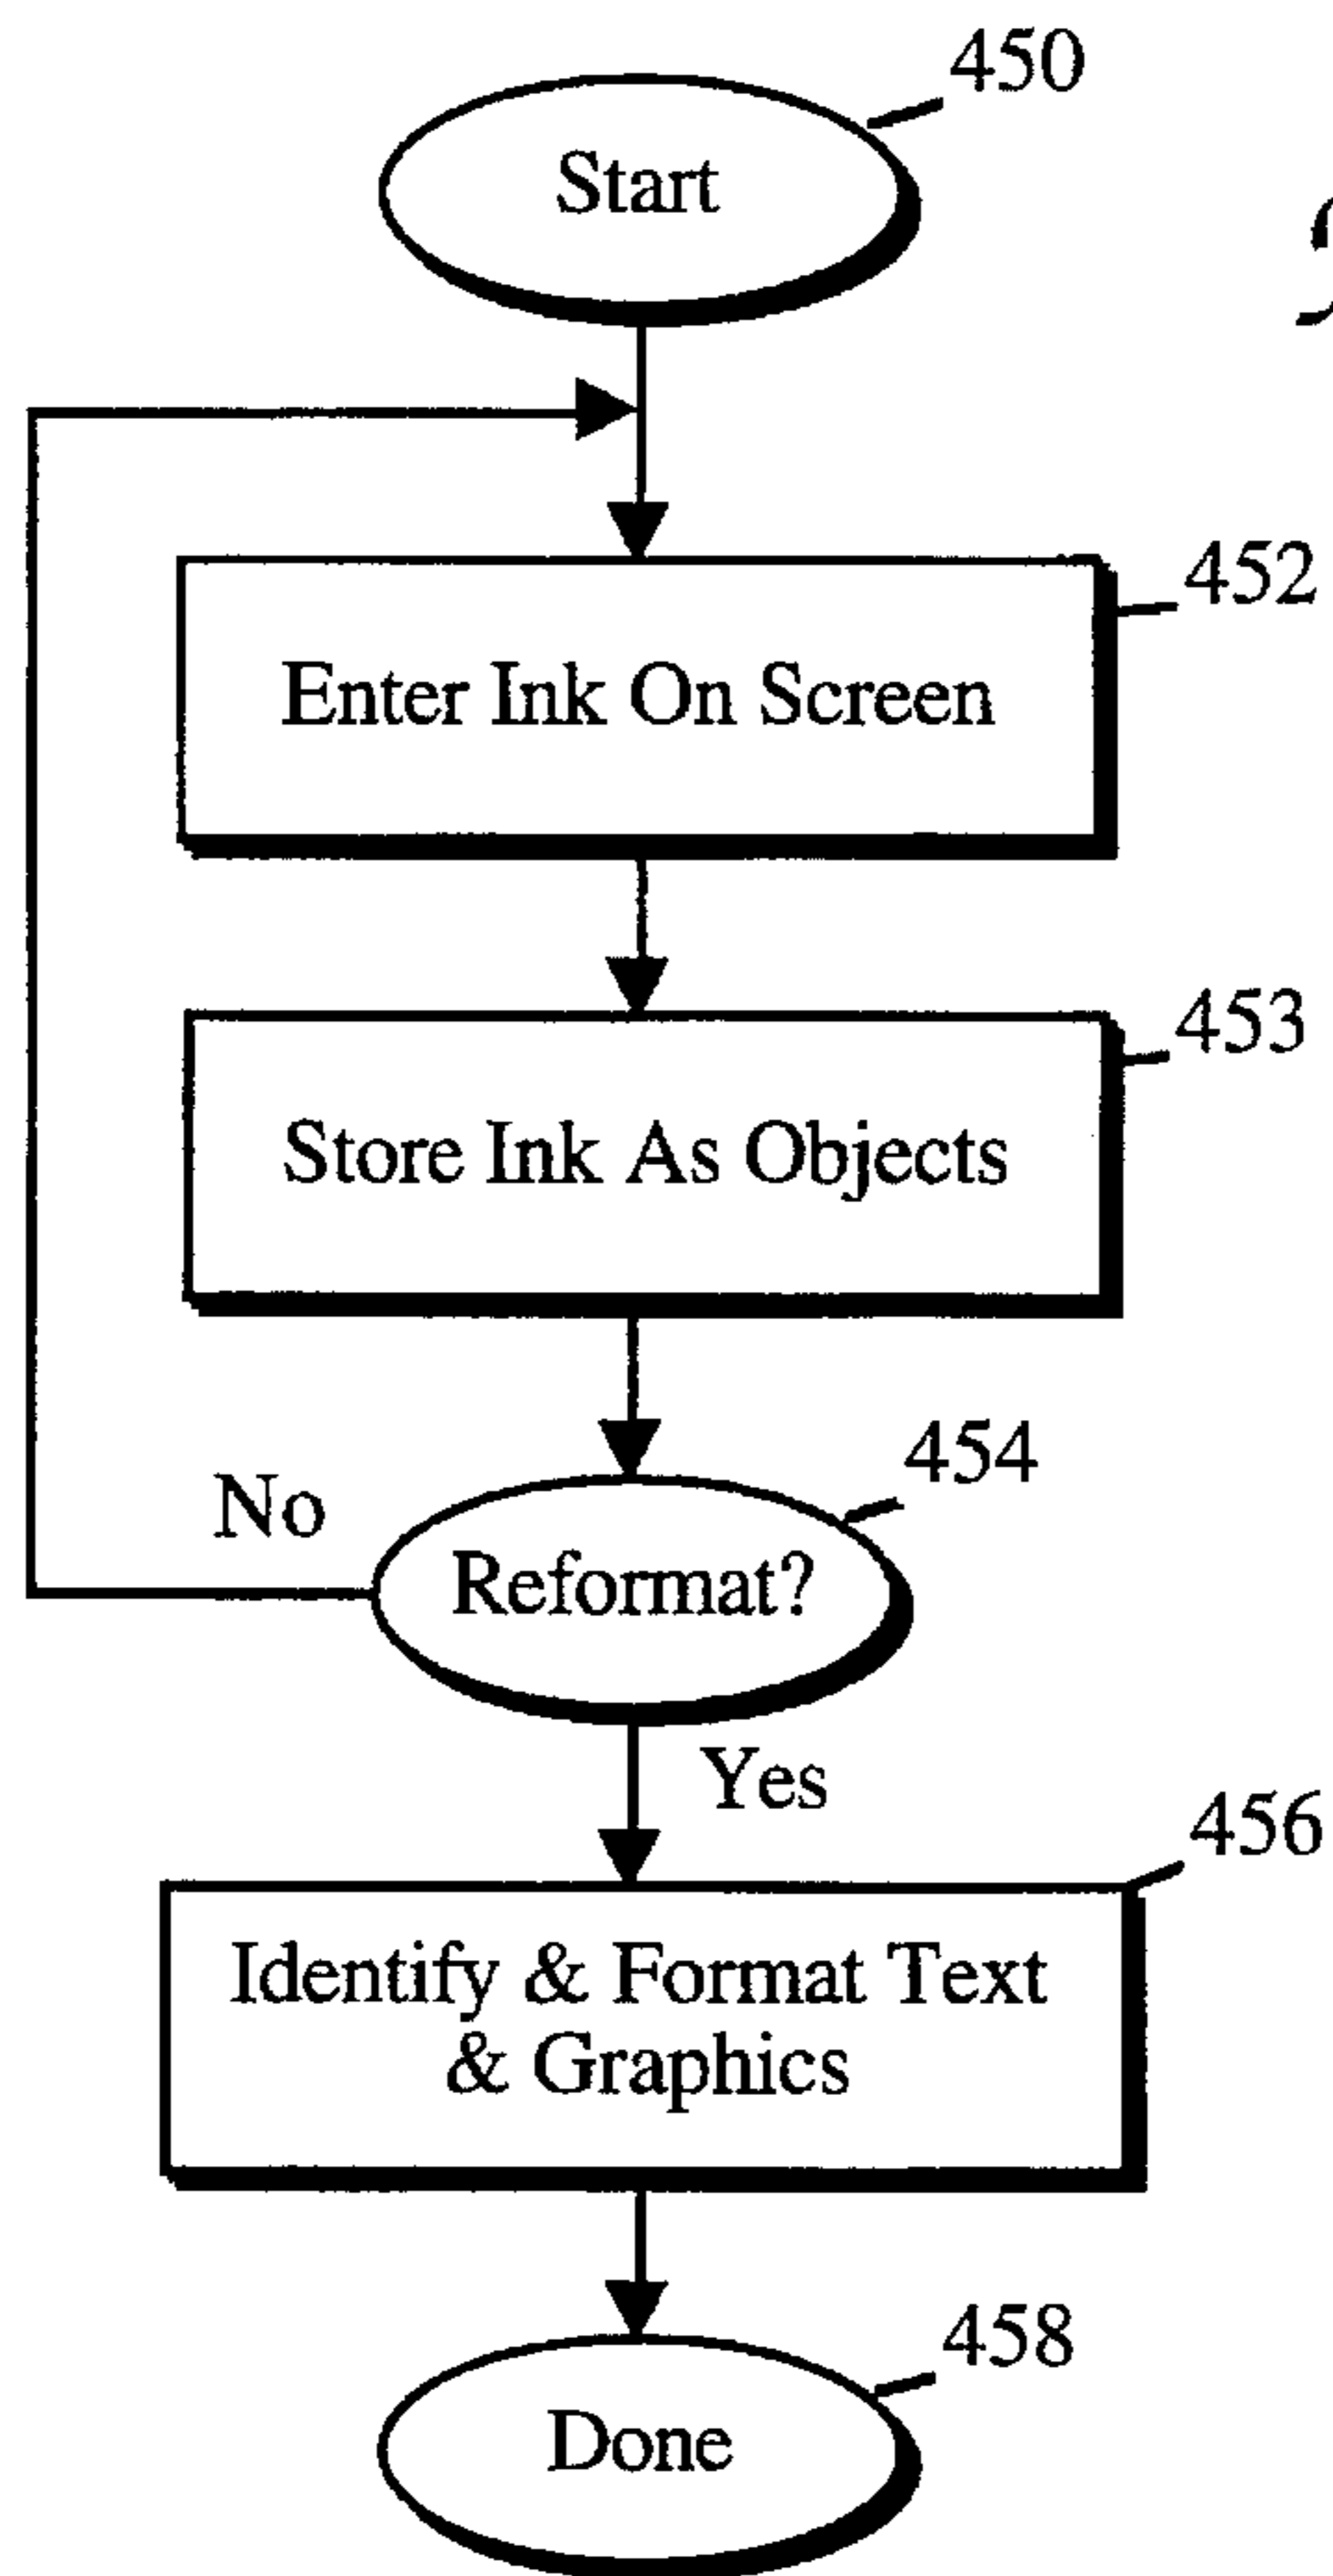 450
Start
452
Enter Ink On Screen
453
Store Ink As Objects
454
No
Reformat?
Yes
456
Identify & Format Text
& Graphics
458
Done